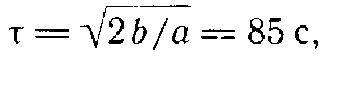 τ = √2b/a = 85 с,